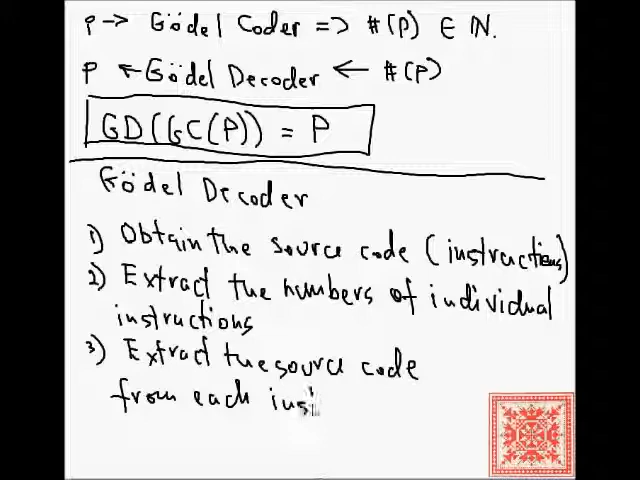 P -> Gödel Coder => #(P) ∈ N.
P <- Gödel Decoder <- #(P)
GD(GC(P)) = P
Gödel Decoder
1) Obtain the source code (instructions)
2) Extract the numbers of individual
instructions
3) Extract the source code
from each ins